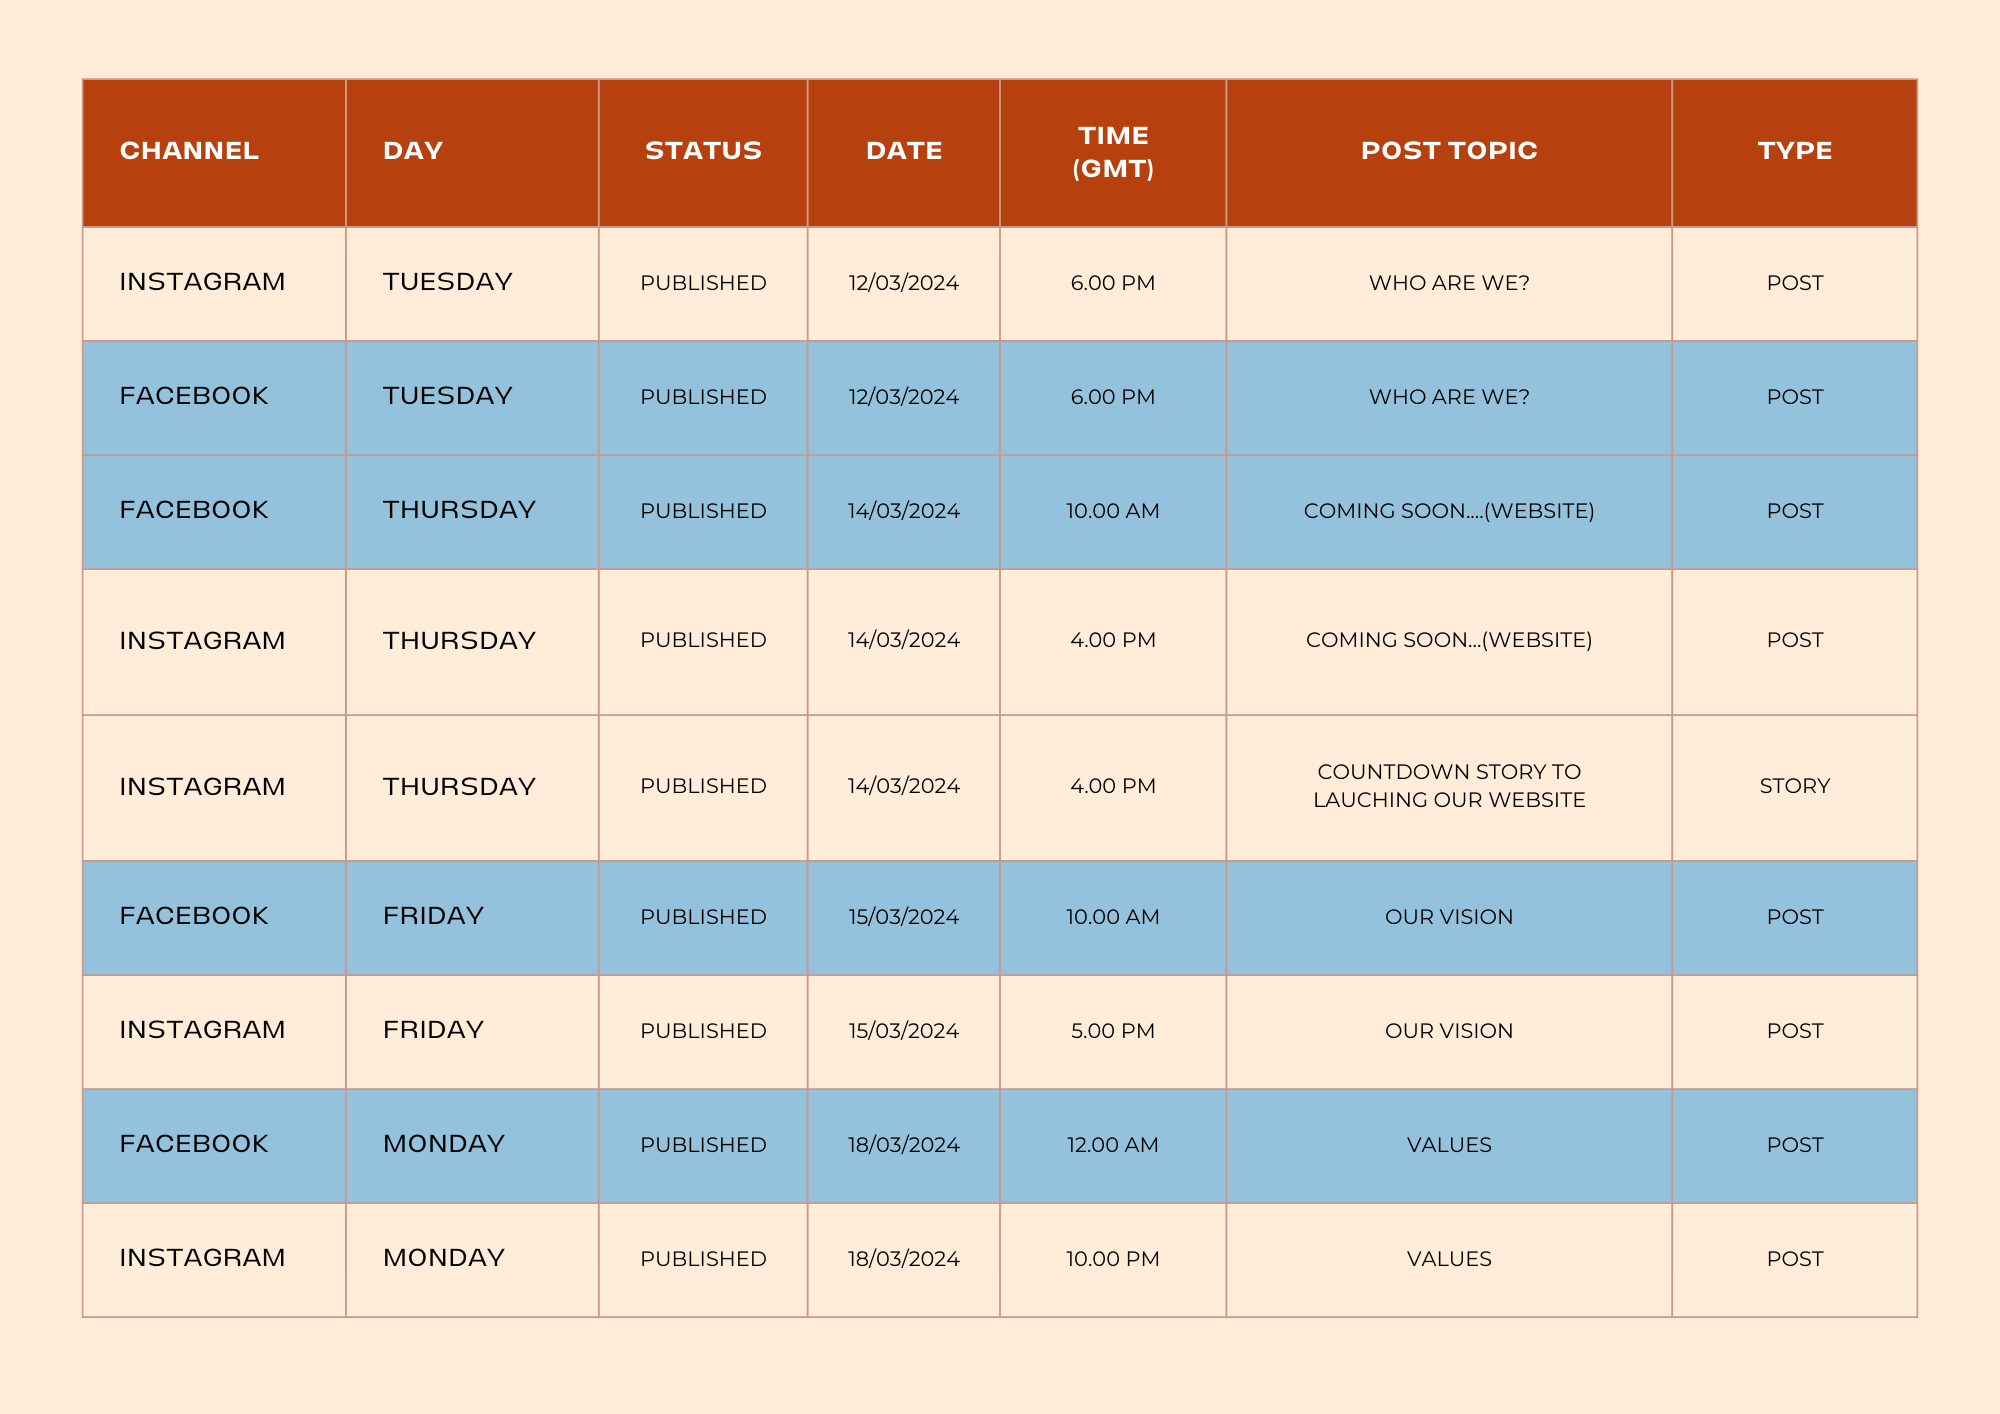 CHANNEL DAY STATUS DATE TIME (GMT) POST TOPIC TYPE
INSTAGRAM TUESDAY PUBLISHED 12/03/2024 6.00 PM WHO ARE WE? POST
FACEBOOK TUESDAY PUBLISHED 12/03/2024 6.00 PM WHO ARE WE? POST
FACEBOOK THURSDAY PUBLISHED 14/03/2024 10.00 AM COMING SOON....(WEBSITE) POST
INSTAGRAM THURSDAY PUBLISHED 14/03/2024 4.00 PM COMING SOON...(WEBSITE) POST
INSTAGRAM THURSDAY PUBLISHED 14/03/2024 4.00 PM COUNTDOWN STORY TO LAUCHING OUR WEBSITE STORY
FACEBOOK FRIDAY PUBLISHED 15/03/2024 10.00 AM OUR VISION POST
INSTAGRAM FRIDAY PUBLISHED 15/03/2024 5.00 PM OUR VISION POST
FACEBOOK MONDAY PUBLISHED 18/03/2024 12.00 AM VALUES POST
INSTAGRAM MONDAY PUBLISHED 18/03/2024 10.00 PM VALUES POST